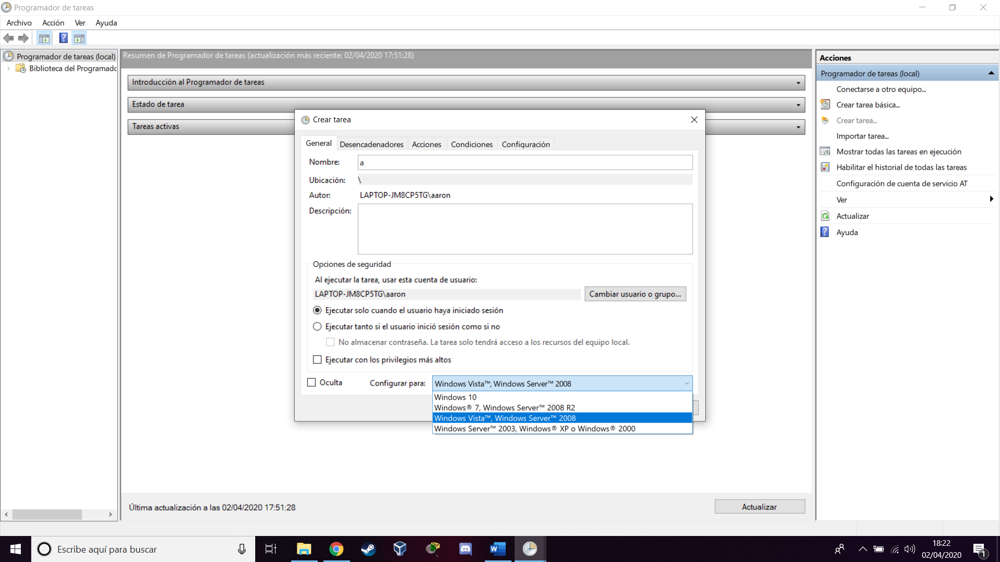 Programador de tareas
Archivo Acción Ver Ayuda
Programador de tareas (local)
Biblioteca del Programado
Resumen de Programador de tareas (actualización más reciente: 02/04/2020 17:51:28)
Introducción al Programador de tareas
Estado de tarea
Tareas activas
Última actualización a las 02/04/2020 17:51:28
Actualizar
Crear tarea
General Desencadenadores Acciones Condiciones Configuración
Nombre: a
Ubicación: \
Autor: LAPTOP-JM8CP5TG\aaron
Descripción:
Opciones de seguridad
Al ejecutar la tarea, usar esta cuenta de usuario:
LAPTOP-JM8CP5TG\aaron Cambiar usuario o grupo...
Ejecutar solo cuando el usuario haya iniciado sesión
Ejecutar tanto si el usuario inició sesión como si no
No almacenar contraseña. La tarea solo tendrá acceso a los recursos del equipo local.
Ejecutar con los privilegios más altos
Oculta Configurar para: Windows Vista™, Windows Server™ 2008
Windows 10
Windows® 7, Windows Server™ 2008 R2
Windows Vista™, Windows Server™ 2008
Windows Server™ 2003, Windows® XP o Windows® 2000
Acciones
Programador de tareas (local)
Conectarse a otro equipo...
Crear tarea básica...
Crear tarea...
Importar tarea...
Mostrar todas las tareas en ejecución
Habilitar el historial de todas las tareas
Configuración de cuenta de servicio AT
Ver
Actualizar
Ayuda
Escribe aquí para buscar
18:22
02/04/2020
1